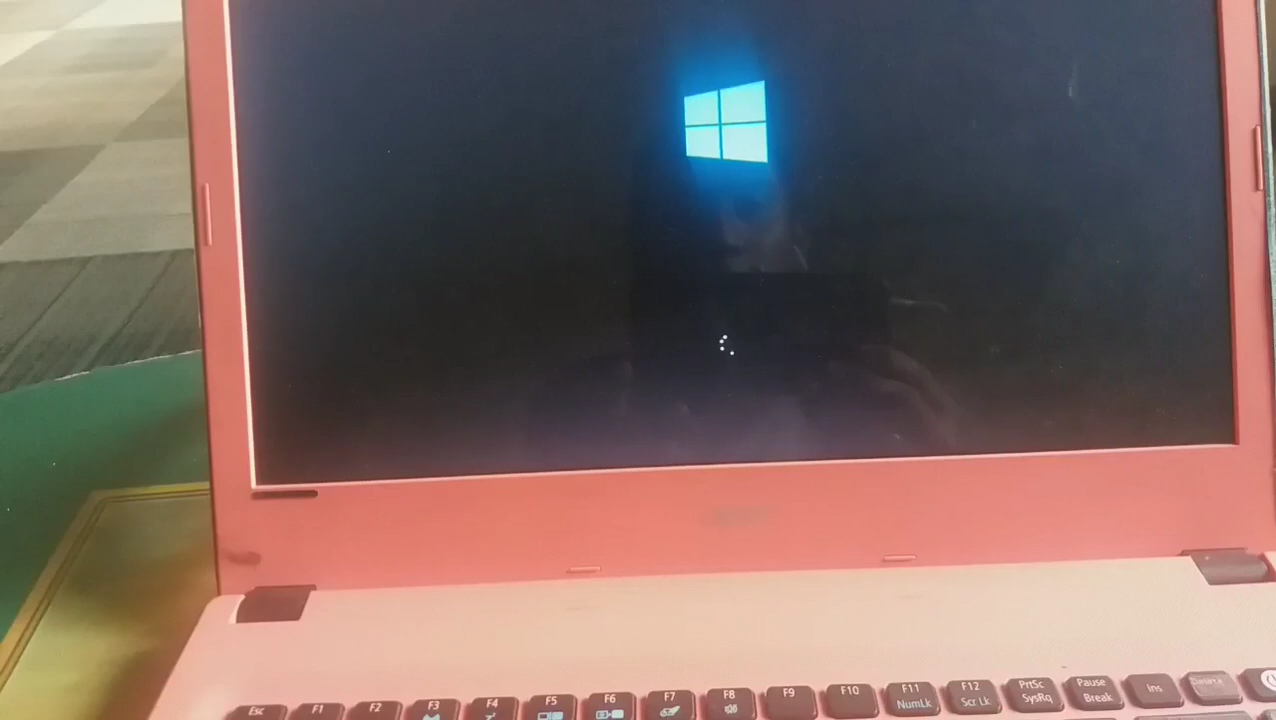 Esc F1 F2 F3 F4 F5 F6 F7 F8 F9 F10 F11 F12 PrtSc Pause Ins
NumLk Scr Lk SysRq Break